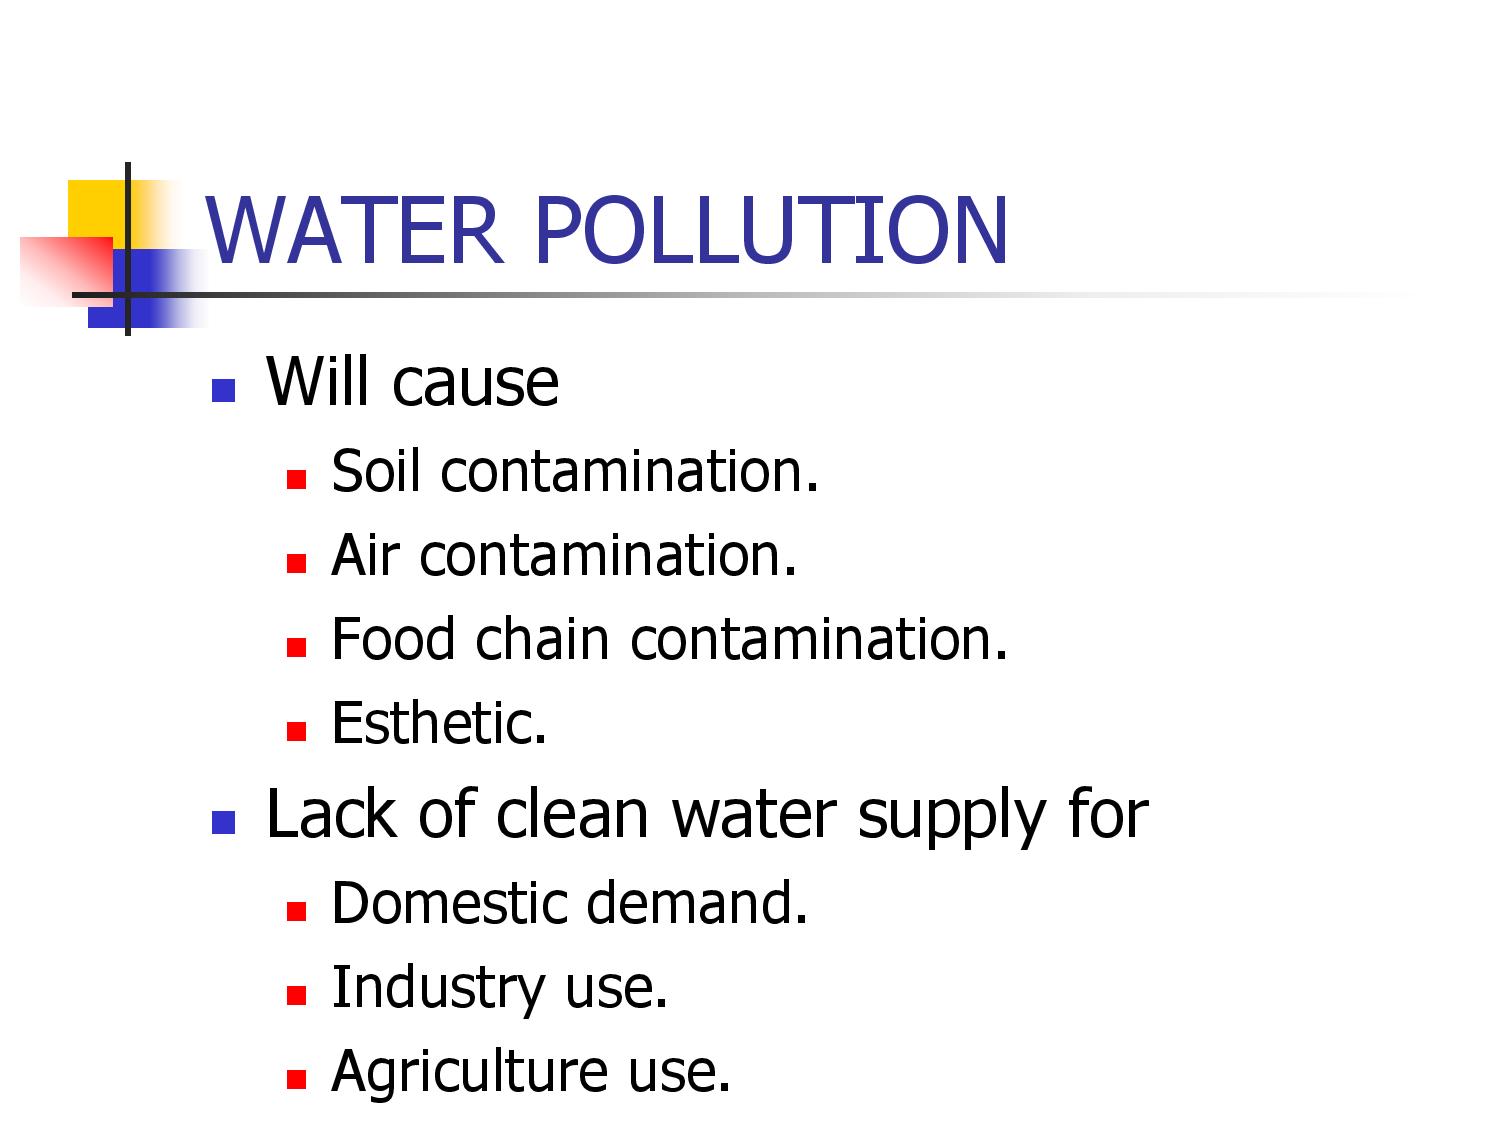 WATER POLLUTION
Will cause
Soil contamination.
Air contamination.
Food chain contamination.
Esthetic.
Lack of clean water supply for
Domestic demand.
Industry use.
Agriculture use.